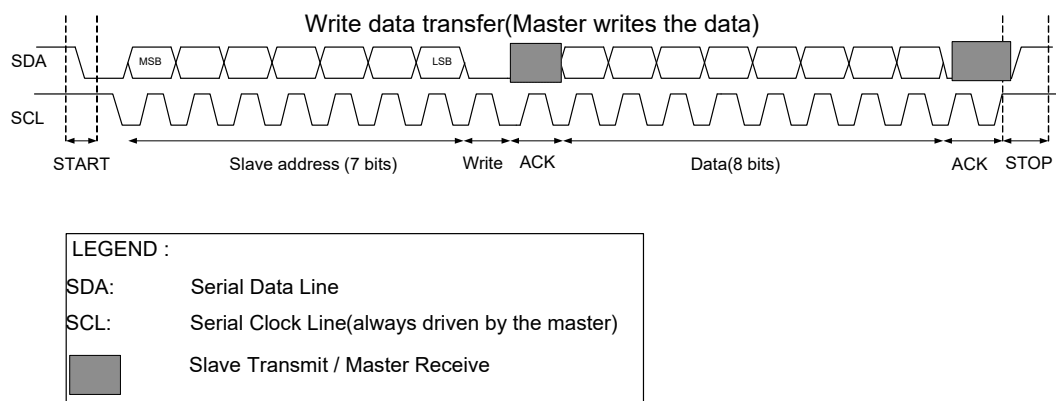 Write data transfer(Master writes the data)
SDA
MSB
LSB
SCL
START
Slave address (7 bits)
Write
ACK
Data(8 bits)
ACK
STOP
LEGEND :
SDA: Serial Data Line
SCL: Serial Clock Line(always driven by the master)
Slave Transmit / Master Receive